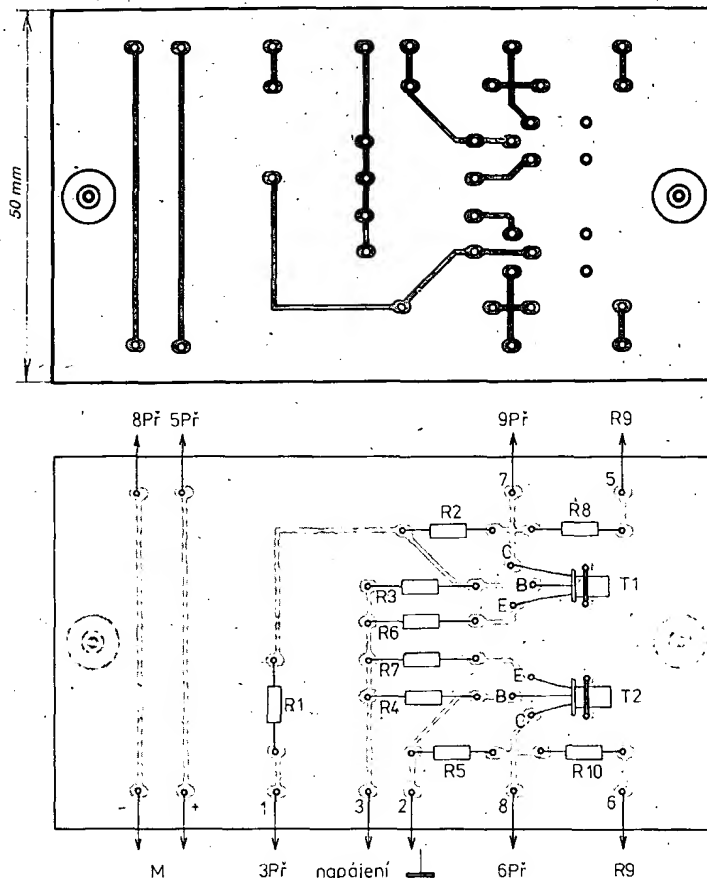 50 mm
8Př 5Př 9Př R9
7 5
R2 R8
C
R3 B T1
E
R6
R7
E
R4 B T2
R1 C
R5 R10
- + 1 3 2 8 6
M 3Př napájení 6Př R9